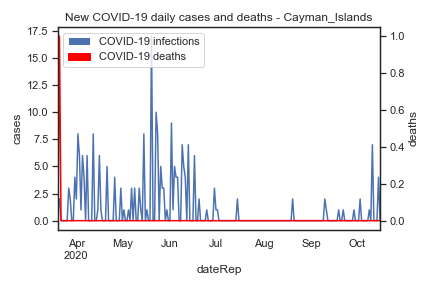 New COVID-19 daily cases and deaths - Cayman_Islands
COVID-19 infections
COVID-19 deaths
17.5
15.0
12.5
10.0
7.5
5.0
2.5
0.0
cases
1.0
0.8
0.6
0.4
0.2
0.0
deaths
Apr May Jun Jul Aug Sep Oct
2020
dateRep